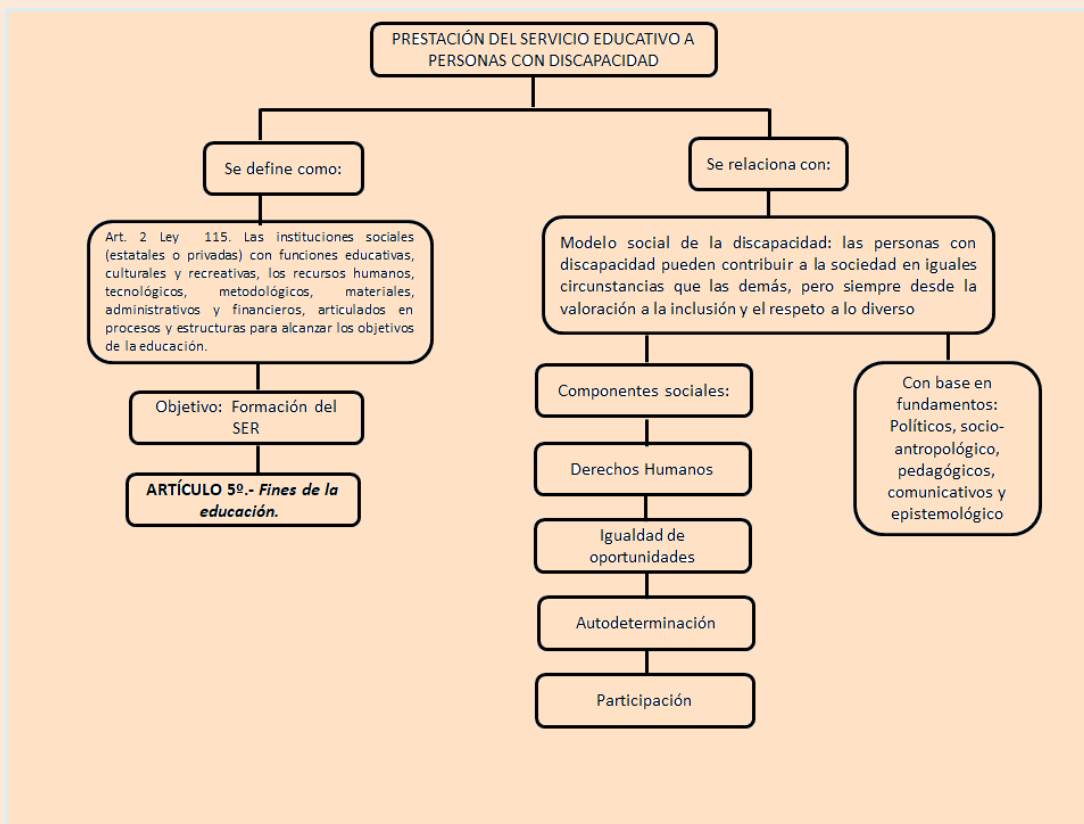 PRESTACIÓN DEL SERVICIO EDUCATIVO A
PERSONAS CON DISCAPACIDAD
Se define como:
Art. 2 Ley 115. Las instituciones sociales
(estatales o privadas) con funciones educativas,
culturales y recreativas, los recursos humanos,
tecnológicos, metodológicos, materiales,
administrativos y financieros, articulados en
procesos y estructuras para alcanzar los objetivos
de la educación.
Objetivo: Formación del
SER
ARTÍCULO 5º.- Fines de la
educación.
Se relaciona con:
Modelo social de la discapacidad: las personas con
discapacidad pueden contribuir a la sociedad en iguales
circunstancias que las demás, pero siempre desde la
valoración a la inclusión y el respeto a lo diverso
Componentes sociales:
Derechos Humanos
Igualdad de
oportunidades
Autodeterminación
Participación
Con base en
fundamentos:
Políticos, socio-
antropológico,
pedagógicos,
comunicativos y
epistemológico